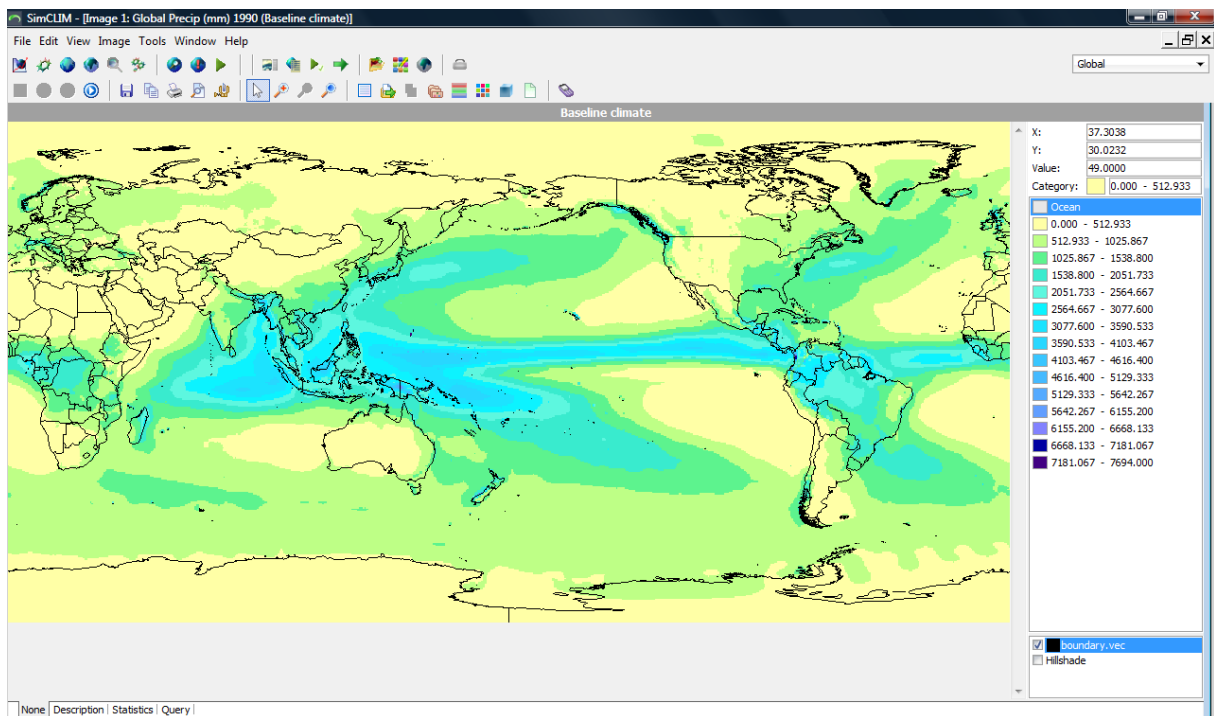 SimCLIM - [Image 1: Global Precip (mm) 1990 (Baseline climate)]
File Edit View Image Tools Window Help
Global
Baseline climate
X: 37.3038
Y: 30.0232
Value: 49.0000
Category: 0.000 - 512.933
Ocean
0.000 - 512.933
512.933 - 1025.867
1025.867 - 1538.800
1538.800 - 2051.733
2051.733 - 2564.667
2564.667 - 3077.600
3077.600 - 3590.533
3590.533 - 4103.467
4103.467 - 4616.400
4616.400 - 5129.333
5129.333 - 5642.267
5642.267 - 6155.200
6155.200 - 6668.133
6668.133 - 7181.067
7181.067 - 7694.000
boundary.vec
Hillshade
None Description Statistics Query